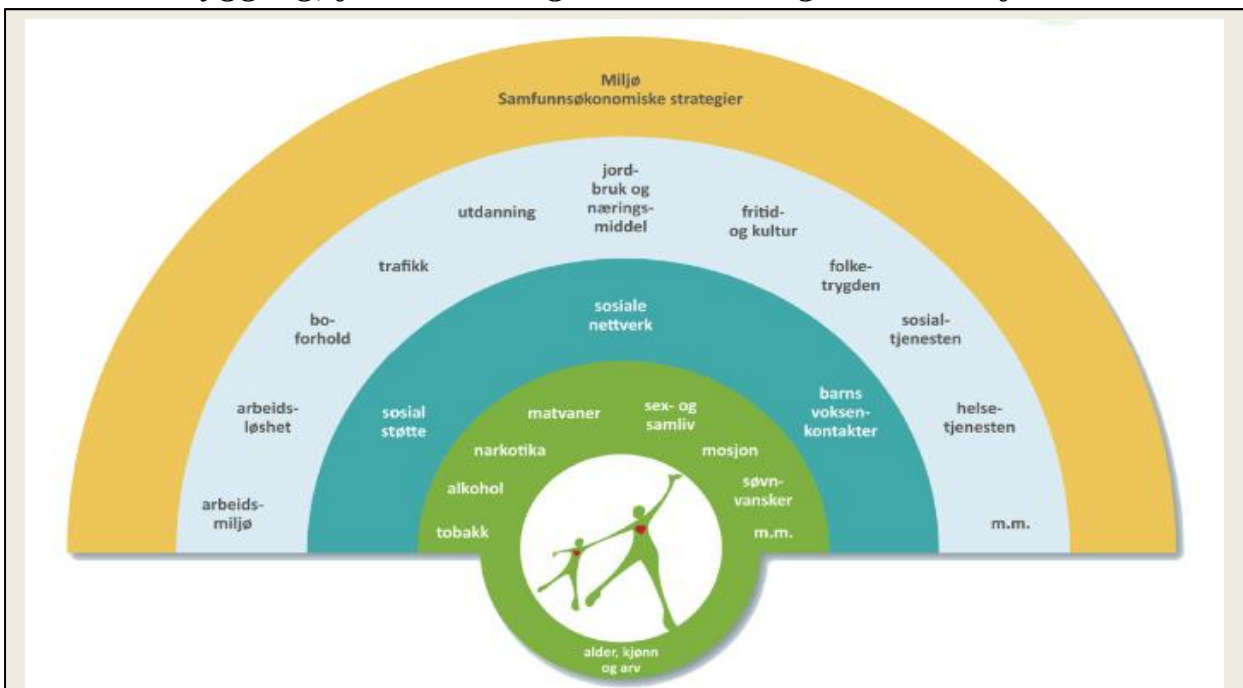 Miljø
Samfunnsøkonomiske strategier
jord-
bruk og
nærings-
middel
utdanning
fritid-
og kultur
trafikk
folke-
trygden
bo-
forhold
sosial-
tjenesten
arbeids-
løshet
helse-
tjenesten
arbeids-
miljø
m.m.
sosiale
nettverk
sosial
støtte
barns
voksen-
kontakter
matvaner
sex- og
samliv
narkotika
mosjon
alkohol
søvn-
vansker
tobakk
m.m.
alder, kjønn
og arv